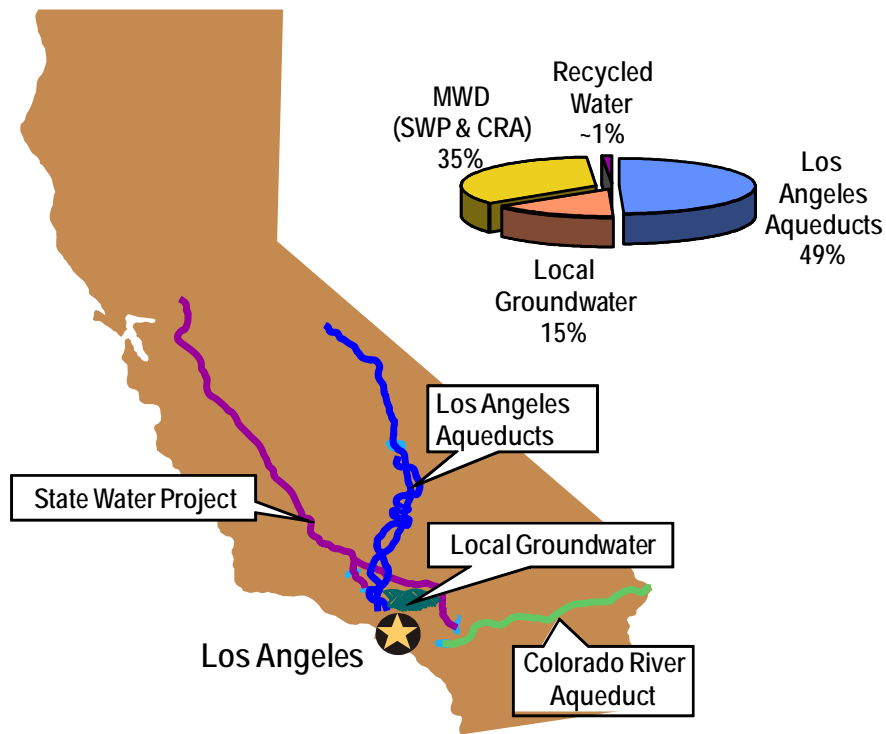 Recycled
Water
~1%
MWD
(SWP & CRA)
35%
Los
Angeles
Aqueducts
49%
Local
Groundwater
15%
Los Angeles
Aqueducts
State Water Project
Local Groundwater
Los Angeles
Colorado River
Aqueduct